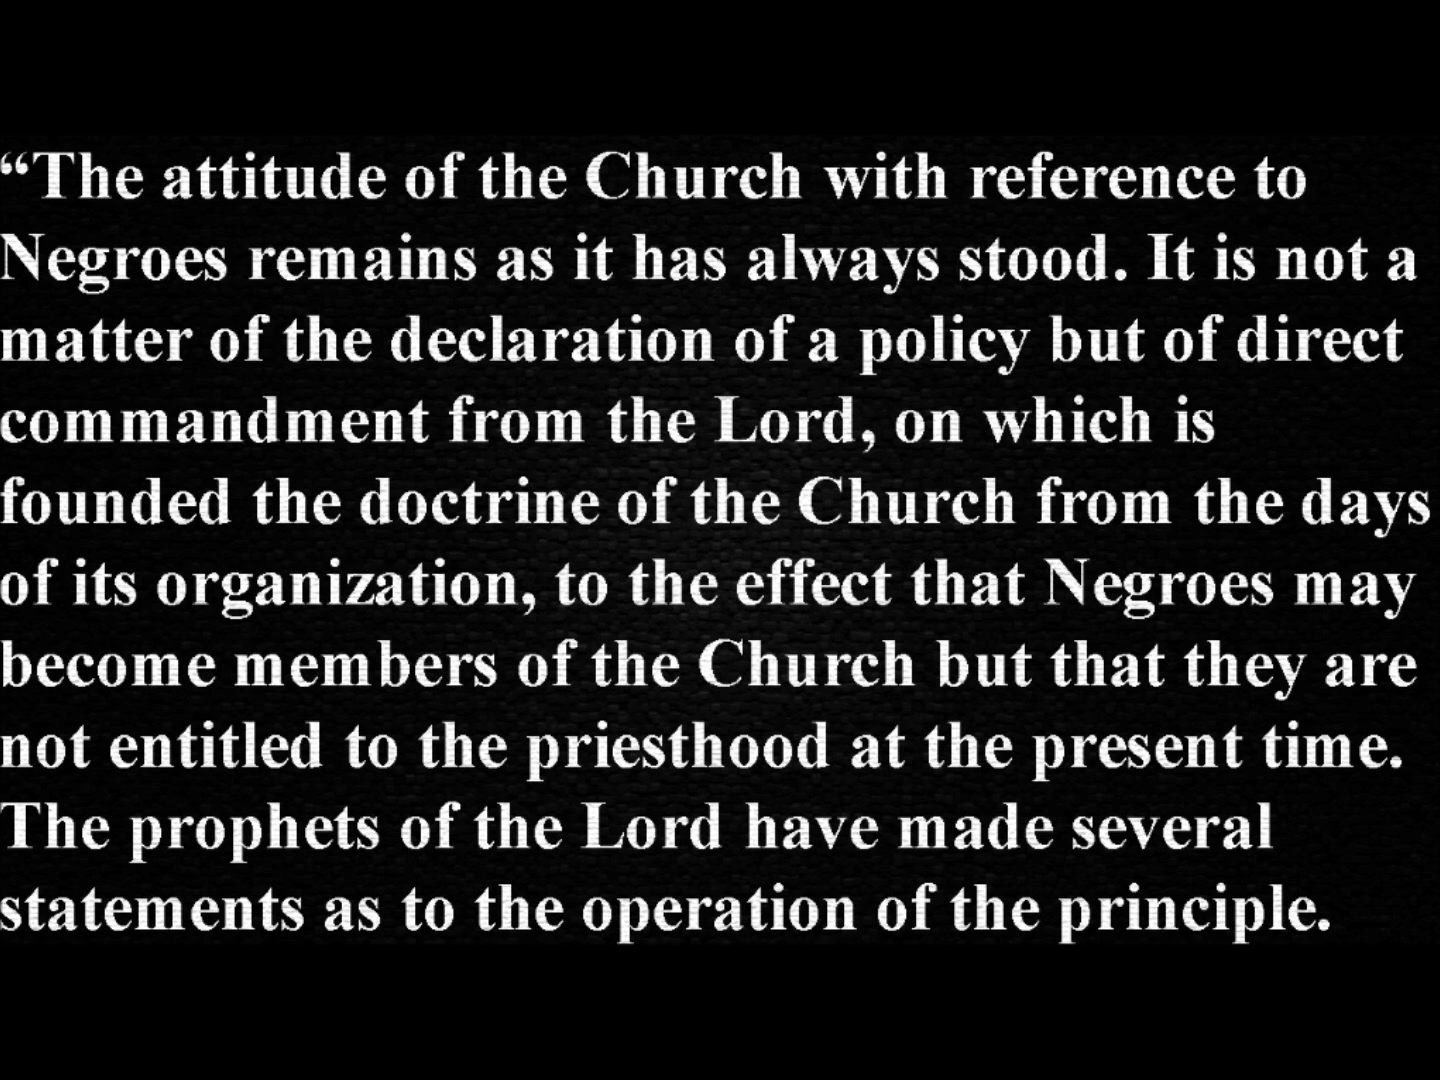 “The attitude of the Church with reference to
Negroes remains as it has always stood. It is not a
matter of the declaration of a policy but of direct
commandment from the Lord, on which is
founded the doctrine of the Church from the days
of its organization, to the effect that Negroes may
become members of the Church but that they are
not entitled to the priesthood at the present time.
The prophets of the Lord have made several
statements as to the operation of the principle.